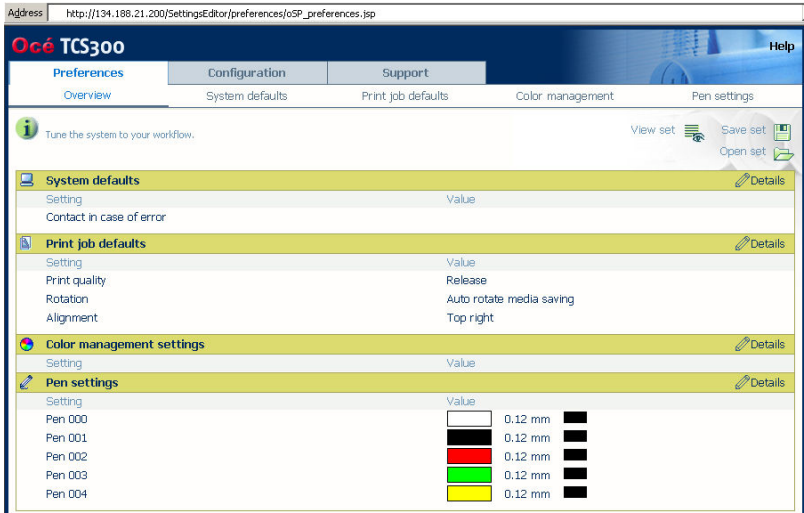 Address http://134.188.21.200/SettingsEditor/preferences/oSP_preferences.jsp
Océ TCS300 Help
Preferences Configuration Support
Overview System defaults Print job defaults Color management Pen settings
i Tune the system to your workflow. View set Save set
Open set
System defaults Details
Setting Value
Contact in case of error
Print job defaults Details
Setting Value
Print quality Release
Rotation Auto rotate media saving
Alignment Top right
Color management settings Details
Setting Value
Pen settings Details
Setting Value
Pen 000 0.12 mm
Pen 001 0.12 mm
Pen 002 0.12 mm
Pen 003 0.12 mm
Pen 004 0.12 mm